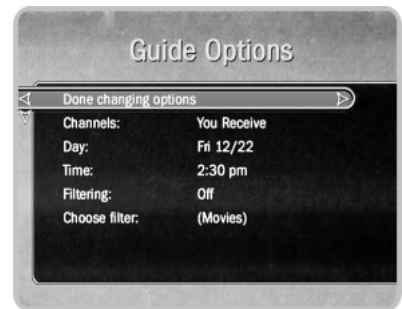 Guide Options
Done changing options
Channels: You Receive
Day: Fri 12/22
Time: 2:30 pm
Filtering: Off
Choose filter: (Movies)